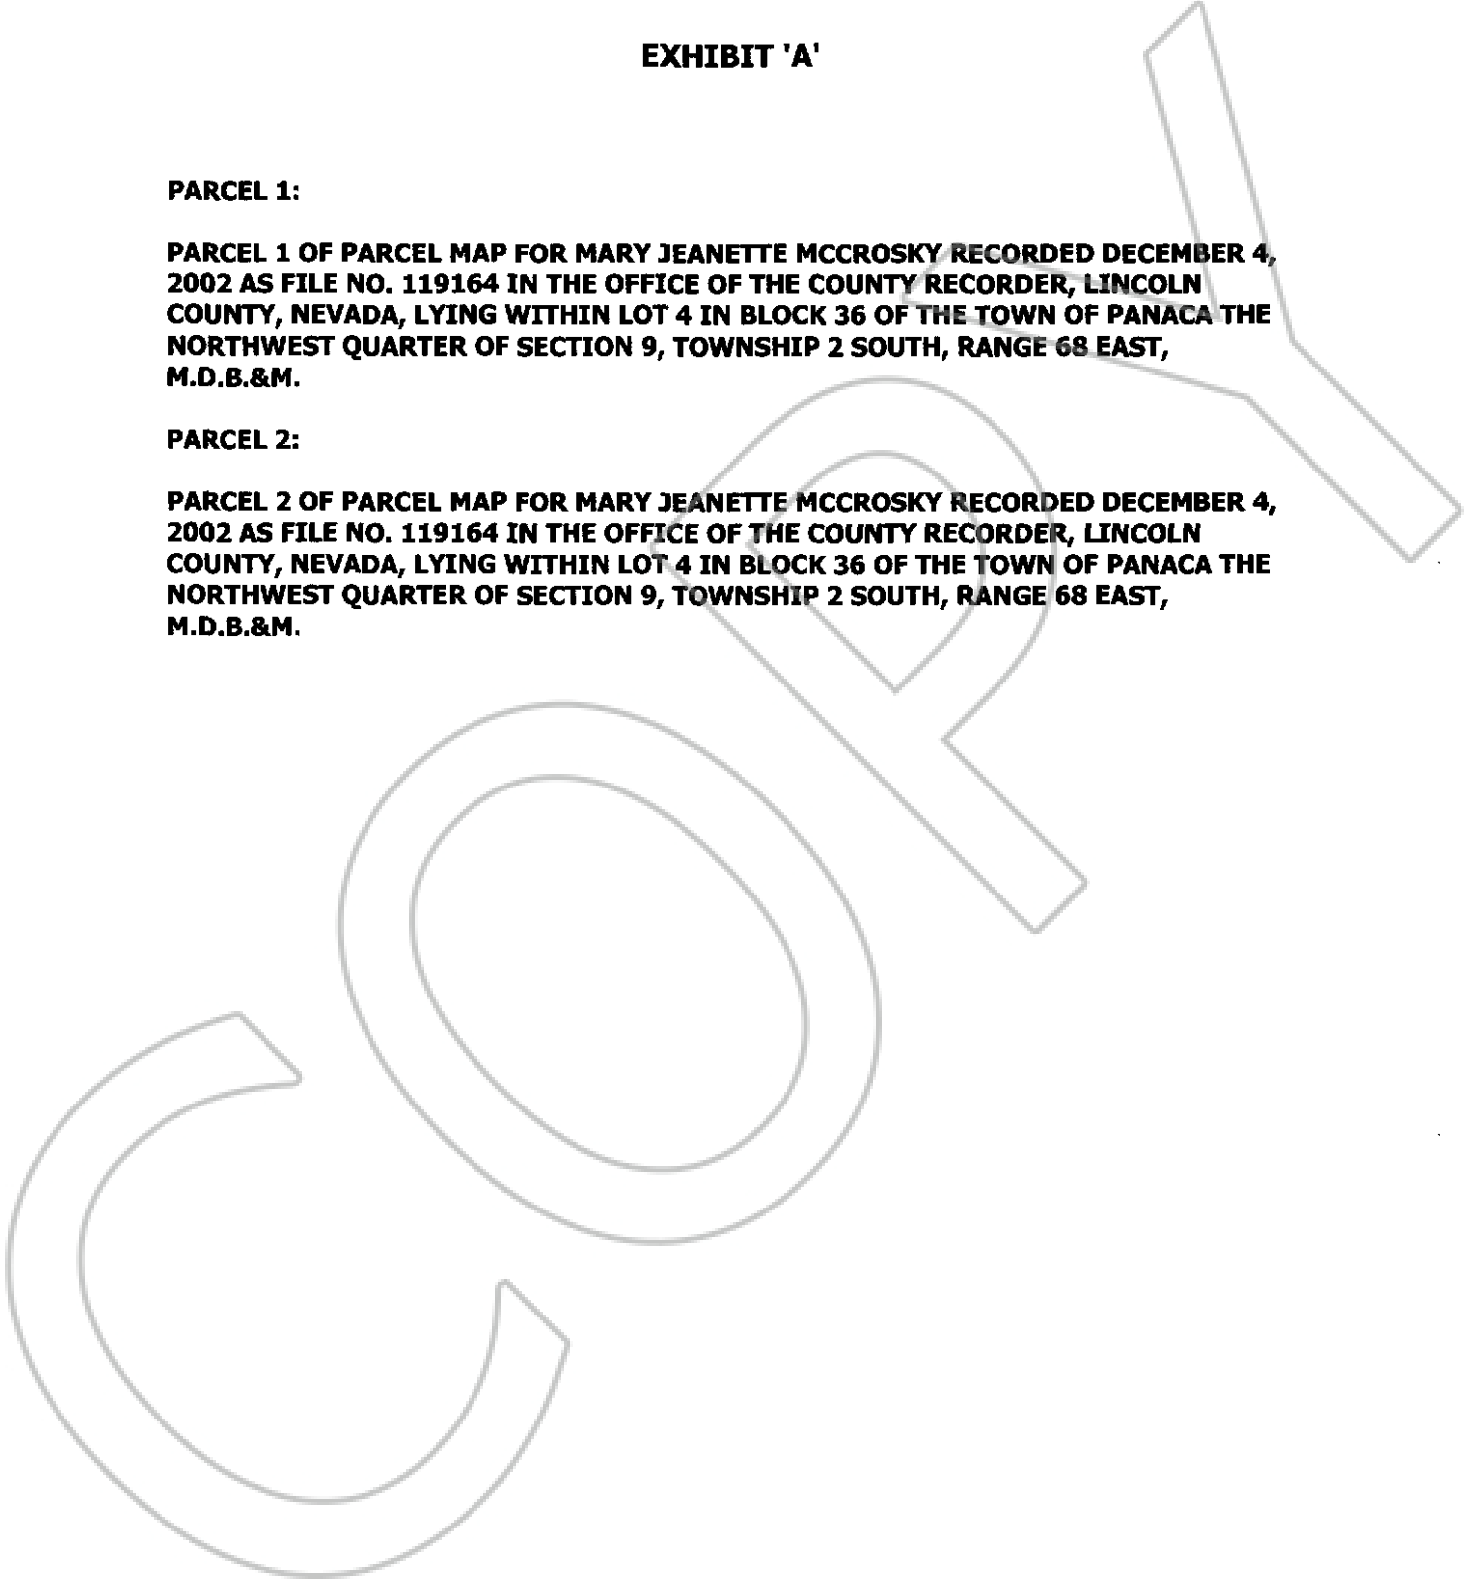 EXHIBIT 'A'
PARCEL 1:
PARCEL 1 OF PARCEL MAP FOR MARY JEANETTE MCCROSKY RECORDED DECEMBER 4,
2002 AS FILE NO. 119164 IN THE OFFICE OF THE COUNTY RECORDER, LINCOLN
COUNTY, NEVADA, LYING WITHIN LOT 4 IN BLOCK 36 OF THE TOWN OF PANACA THE
NORTHWEST QUARTER OF SECTION 9, TOWNSHIP 2 SOUTH, RANGE 68 EAST,
M.D.B.&M.
PARCEL 2:
PARCEL 2 OF PARCEL MAP FOR MARY JEANETTE MCCROSKY RECORDED DECEMBER 4,
2002 AS FILE NO. 119164 IN THE OFFICE OF THE COUNTY RECORDER, LINCOLN
COUNTY, NEVADA, LYING WITHIN LOT 4 IN BLOCK 36 OF THE TOWN OF PANACA THE
NORTHWEST QUARTER OF SECTION 9, TOWNSHIP 2 SOUTH, RANGE 68 EAST,
M.D.B.&M.
COPY